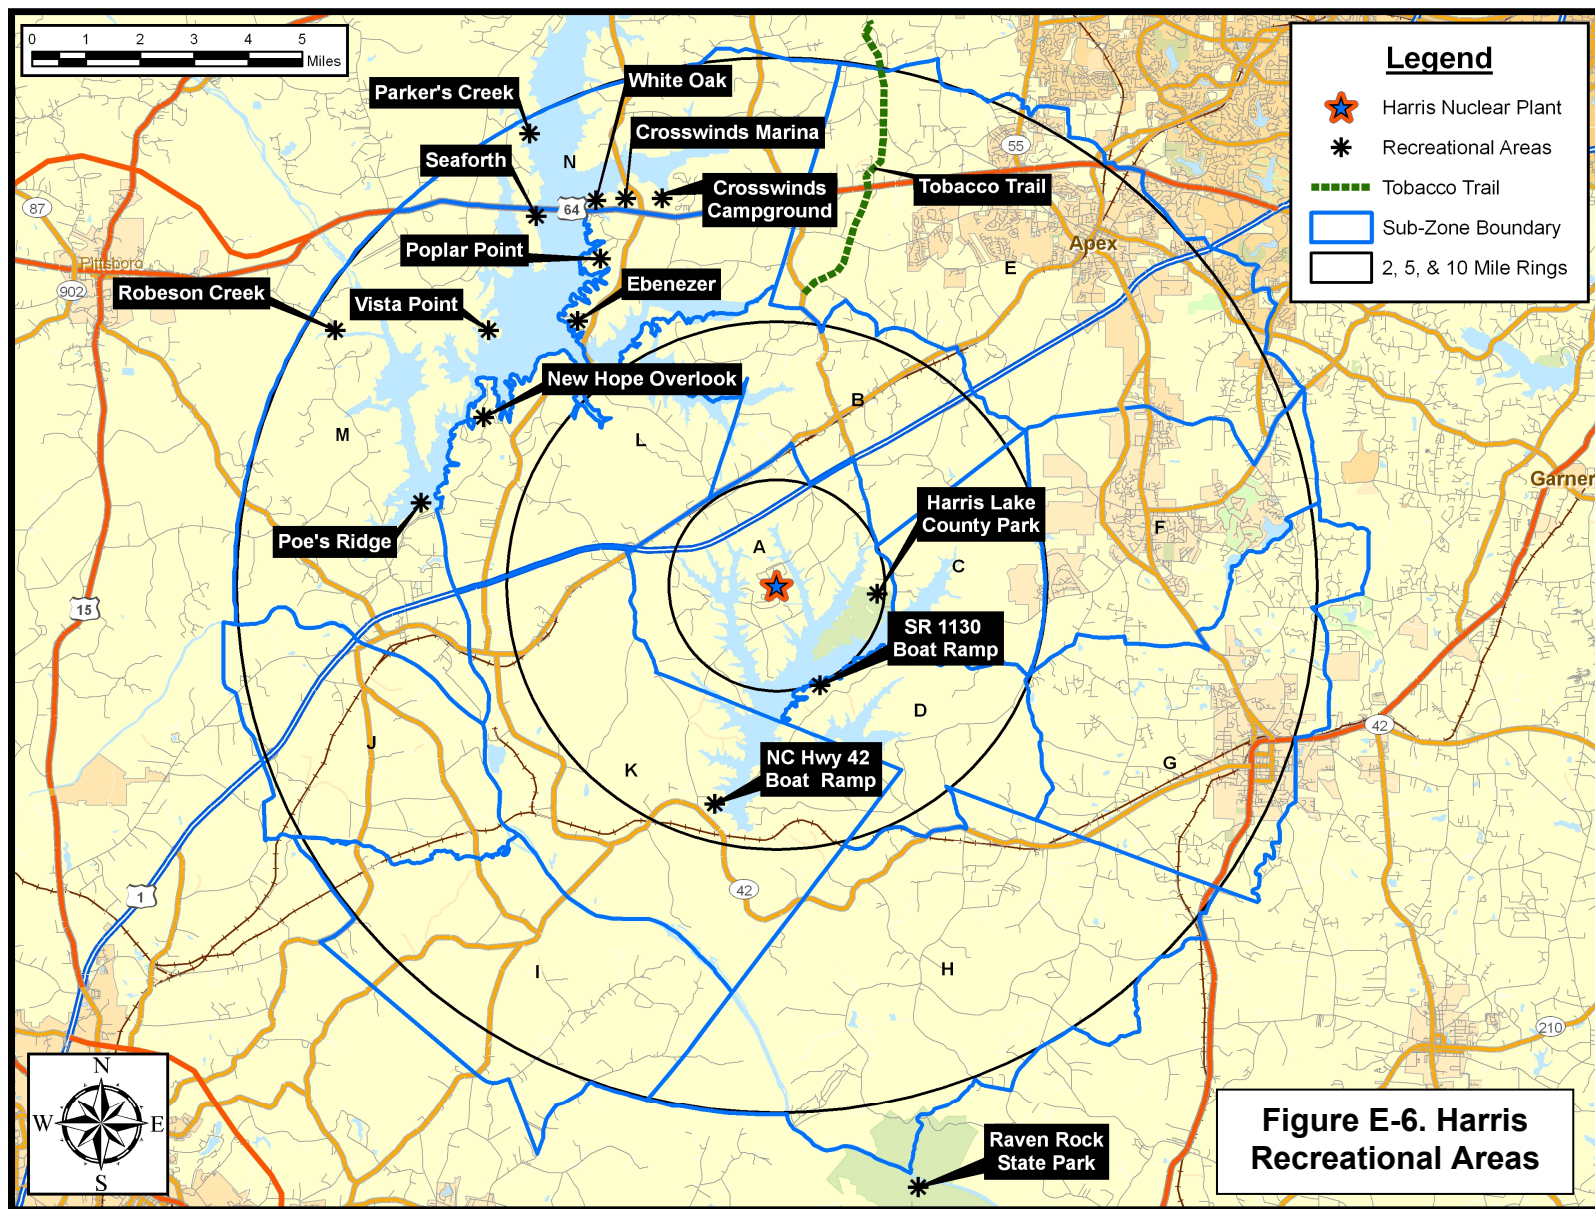 0 1 2 3 4 5
Miles
Legend
Harris Nuclear Plant
Recreational Areas
Tobacco Trail
Sub-Zone Boundary
2, 5, & 10 Mile Rings
White Oak
Parker's Creek
Crosswinds Marina
Seaforth
N
55
Crosswinds
Campground
Tobacco Trail
87
64
Apex
Poplar Point
E
Pittsboro
902
Robeson Creek
Vista Point
Ebenezer
New Hope Overlook
B
M
L
Garner
Harris Lake
County Park
F
Poe's Ridge
A
C
15
SR 1130
Boat Ramp
D
42
J
K
NC Hwy 42
Boat Ramp
G
42
1
I
H
210
N
W E
S
Raven Rock
State Park
Figure E-6. Harris
Recreational Areas